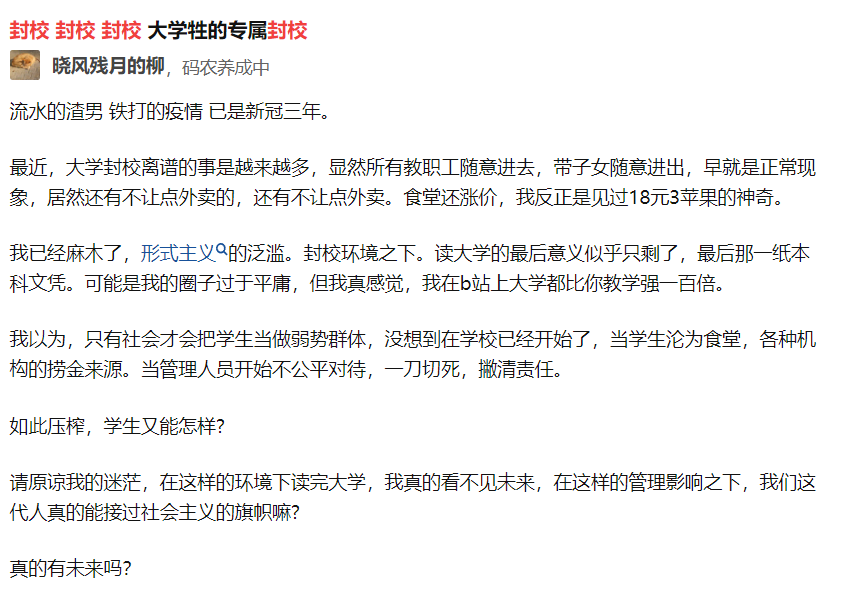 封校 封校 封校 大学牲的专属封校
晓风残月的柳，码农养成中
流水的渣男 铁打的疫情 已是新冠三年。
最近，大学封校离谱的事是越来越多，显然所有教职工随意进去，带子女随意进出，早就是正常现
象，居然还有不让点外卖的，还有不让点外卖。食堂还涨价，我反正是见过18元3苹果的神奇。
我已经麻木了，形式主义的泛滥。封校环境之下。读大学的最后意义似乎只剩了，最后那一纸本
科文凭。可能是我的圈子过于平庸，但我真感觉，我在b站上大学都比你教学强一百倍。
我以为，只有社会才会把学生当做弱势群体，没想到在学校已经开始了，当学生沦为食堂，各种机
构的捞金来源。当管理人员开始不公平对待，一刀切死，撇清责任。
如此压榨，学生又能怎样?
请原谅我的迷茫，在这样的环境下读完大学，我真的看不见未来，在这样的管理影响之下，我们这
代人真的能接过社会主义的旗帜嘛?
真的有未来吗?